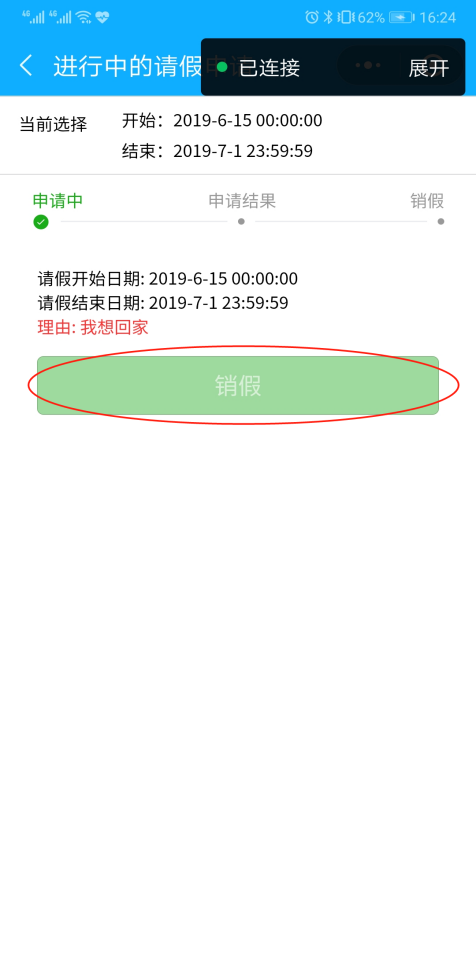 4G 4G 62% 16:24
进行中的请假
已连接 展开
当前选择
开始：2019-6-15 00:00:00
结束：2019-7-1 23:59:59
申请中 申请结果 销假
请假开始日期: 2019-6-15 00:00:00
请假结束日期: 2019-7-1 23:59:59
理由: 我想回家
销假